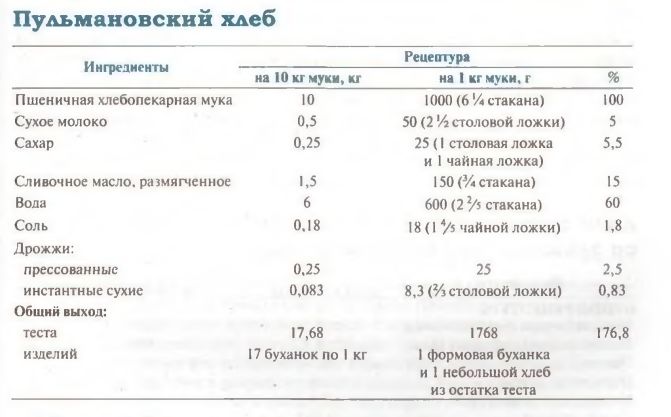 Пульмановский хлеб
Ингредиенты Рецептура
на 10 кг муки, кг на 1 кг муки, г %
Пшеничная хлебопекарная мука 10 1000 (6 ¼ стакана) 100
Сухое молоко 0,5 50 (2 ½ столовой ложки) 5
Сахар 0,25 25 (1 столовая ложка 5,5
и 1 чайная ложка)
Сливочное масло, размягченное 1,5 150 (¾ стакана) 15
Вода 6 600 (2 ⅖ стакана) 60
Соль 0,18 18 (1 ⅘ чайной ложки) 1,8
Дрожжи:
прессованные 0,25 25 2,5
инстантные сухие 0,083 8,3 (⅔ столовой ложки) 0,83
Общий выход:
теста 17,68 1768 176,8
изделий 17 буханок по 1 кг 1 формовая буханка
и 1 небольшой хлеб
из остатка теста